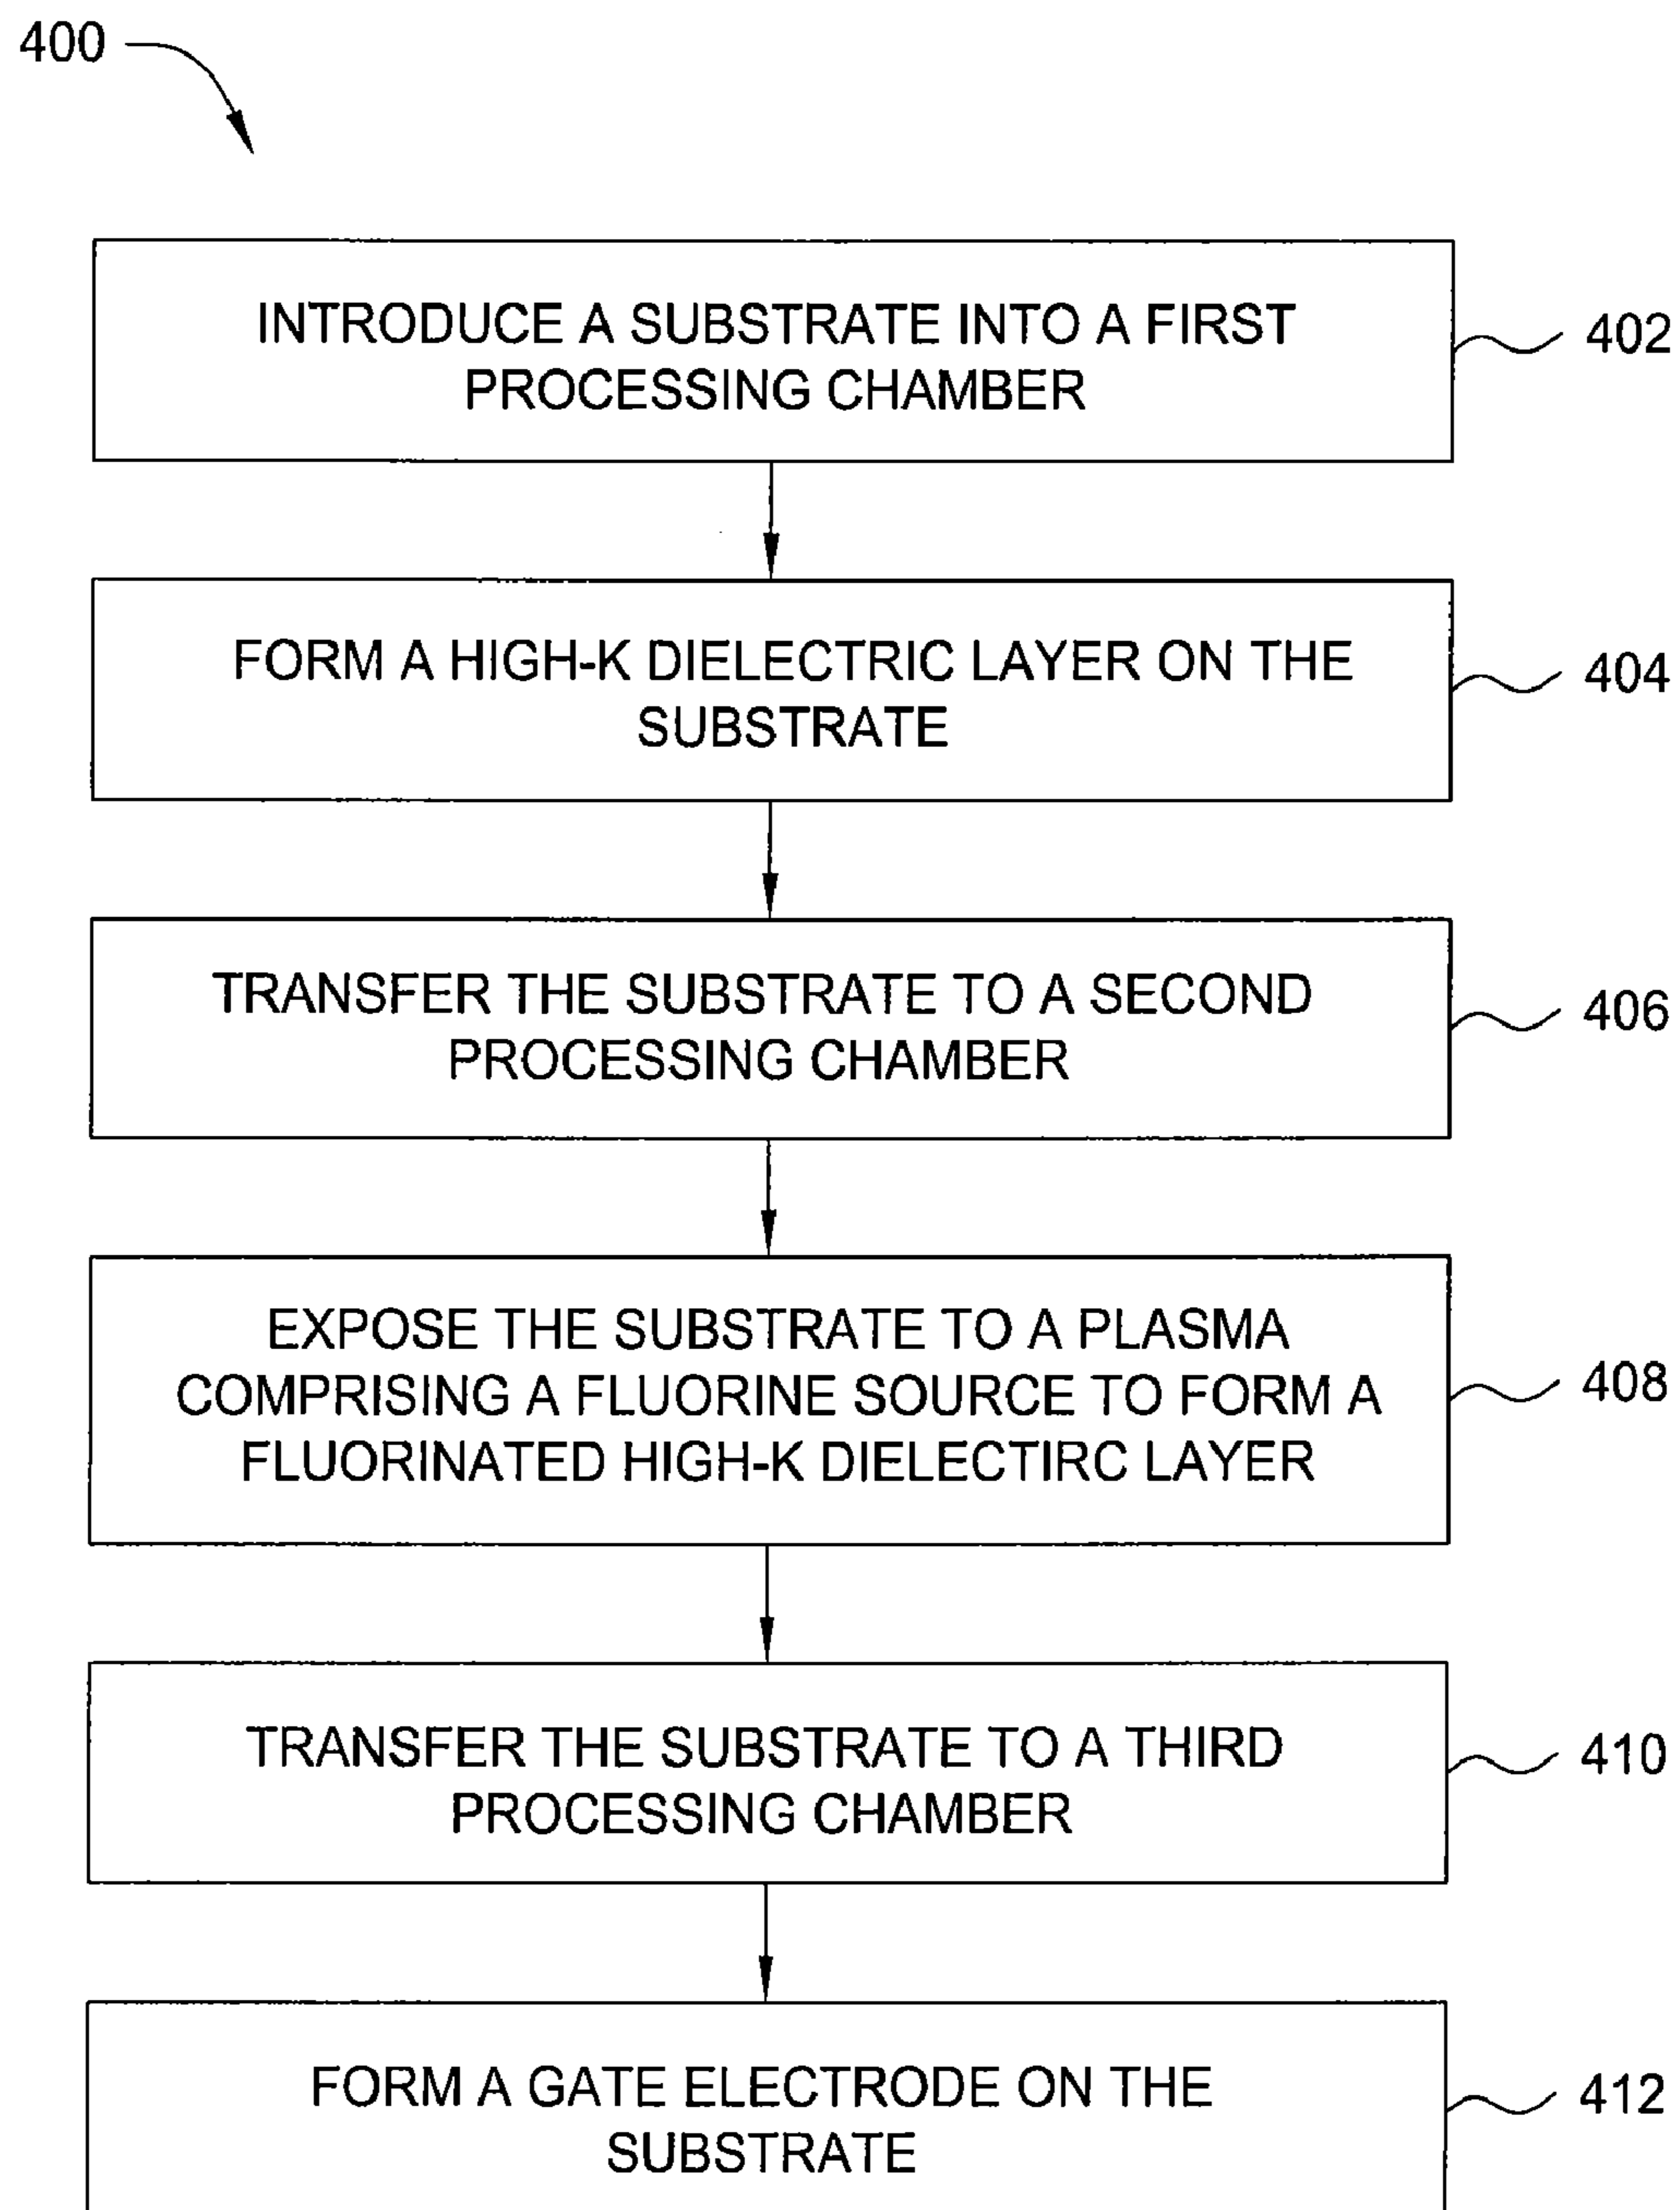 400
INTRODUCE A SUBSTRATE INTO A FIRST
PROCESSING CHAMBER
402
FORM A HIGH-K DIELECTRIC LAYER ON THE
SUBSTRATE
404
TRANSFER THE SUBSTRATE TO A SECOND
PROCESSING CHAMBER
406
EXPOSE THE SUBSTRATE TO A PLASMA
COMPRISING A FLUORINE SOURCE TO FORM A
FLUORINATED HIGH-K DIELECTIRC LAYER
408
TRANSFER THE SUBSTRATE TO A THIRD
PROCESSING CHAMBER
410
FORM A GATE ELECTRODE ON THE
SUBSTRATE
412